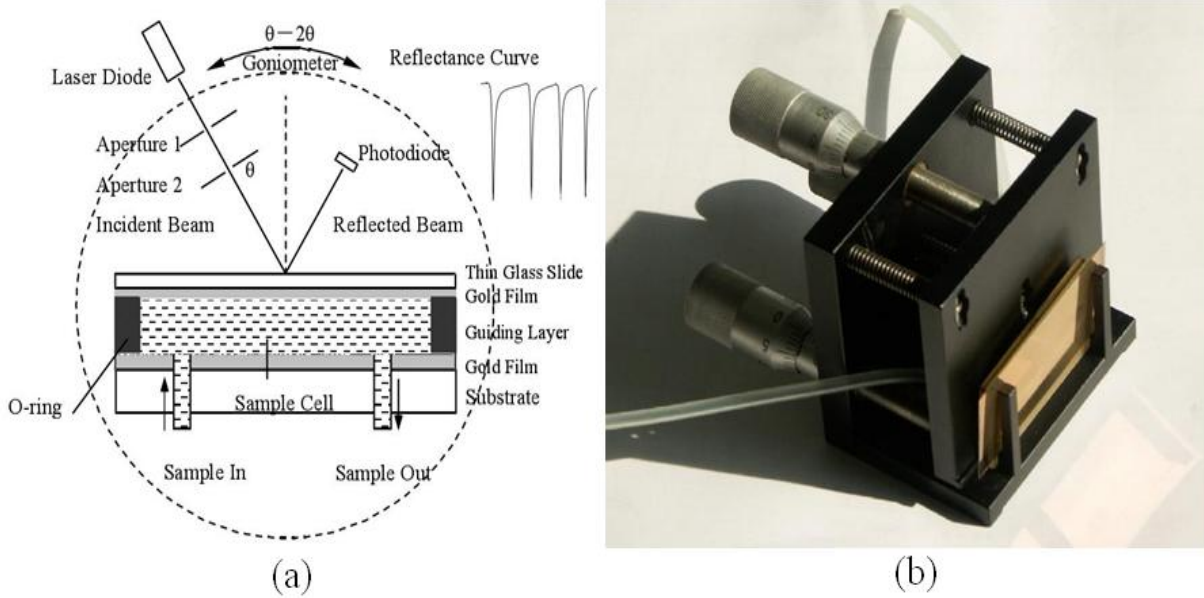 θ－2θ
Goniometer
Laser Diode
Reflectance Curve
Aperture 1
Photodiode
θ
Aperture 2
Incident Beam
Reflected Beam
Thin Glass Slide
Gold Film
Guiding Layer
Gold Film
O-ring
Sample Cell
Substrate
Sample In
Sample Out
(a)
(b)